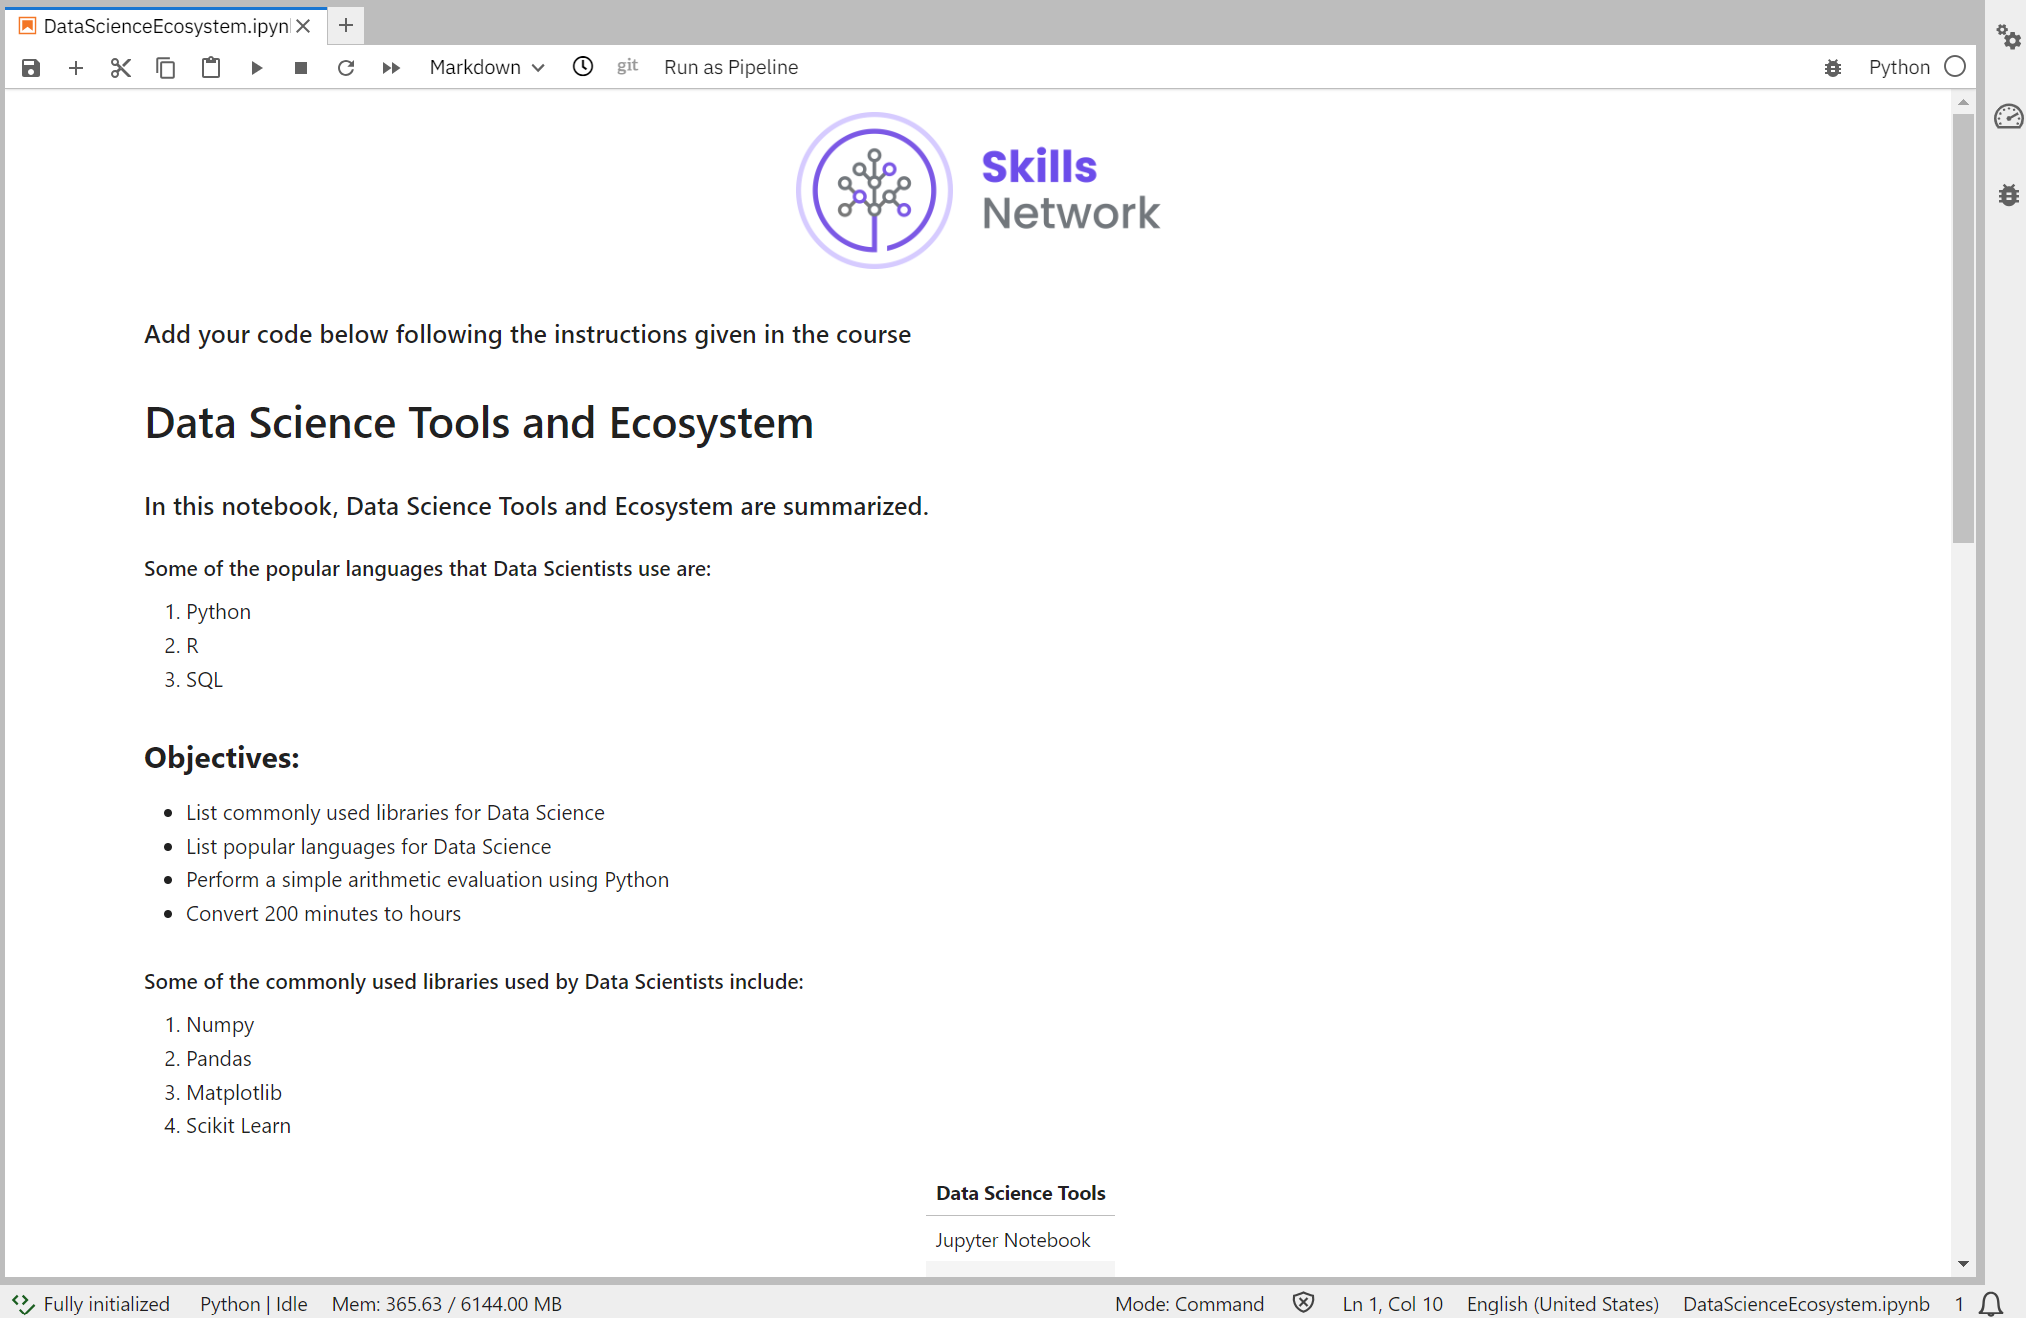 DataScienceEcosystem.ipyn
Markdown
git
Run as Pipeline
Python
Skills
Network
Add your code below following the instructions given in the course
Data Science Tools and Ecosystem
In this notebook, Data Science Tools and Ecosystem are summarized.
Some of the popular languages that Data Scientists use are:
1. Python
2. R
3. SQL
Objectives:
• List commonly used libraries for Data Science
• List popular languages for Data Science
• Perform a simple arithmetic evaluation using Python
• Convert 200 minutes to hours
Some of the commonly used libraries used by Data Scientists include:
1. Numpy
2. Pandas
3. Matplotlib
4. Scikit Learn
Data Science Tools
Jupyter Notebook
Fully initialized
Python | Idle
Mem: 365.63 / 6144.00 MB
Mode: Command
Ln 1, Col 10
English (United States)
DataScienceEcosystem.ipynb
1